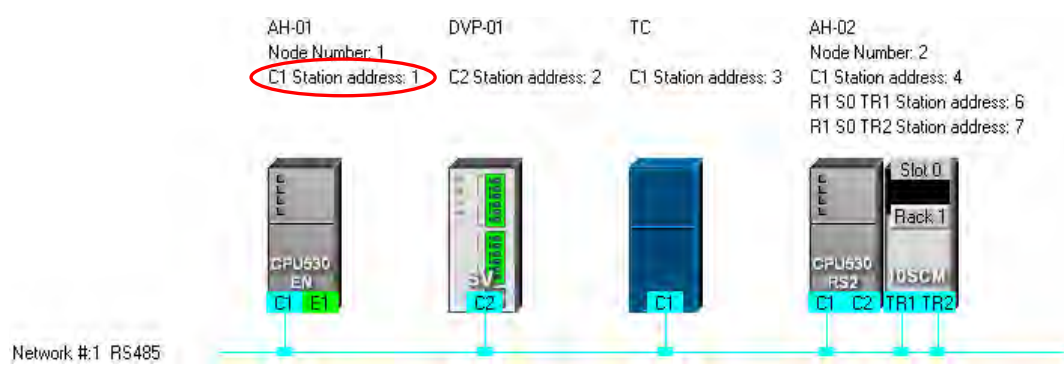 AH-01
Node Number: 1
C1 Station address: 1
DVP-01
C2 Station address: 2
TC
C1 Station address: 3
AH-02
Node Number: 2
C1 Station address: 4
R1 S0 TR1 Station address: 6
R1 S0 TR2 Station address: 7
CPU530
EN
C1 E1
SV
C2
C1
CPU530
RS2
C1 C2
Slot 0
Rack 1
10SCM
TR1 TR2
Network #:1 RS485